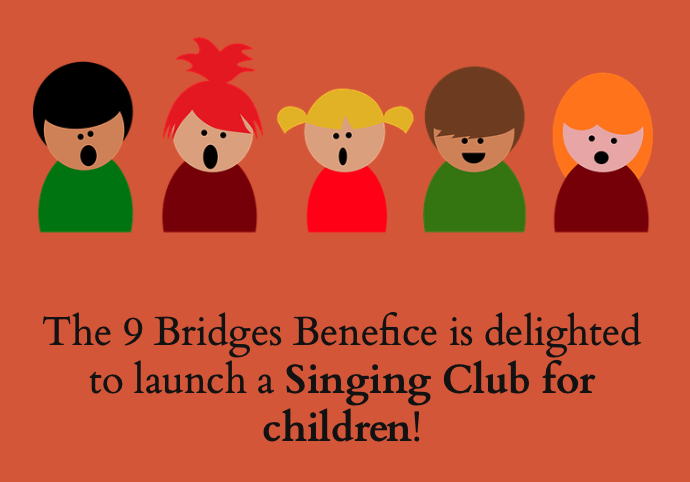 The 9 Bridges Benefice is delighted
to launch a Singing Club for
children!